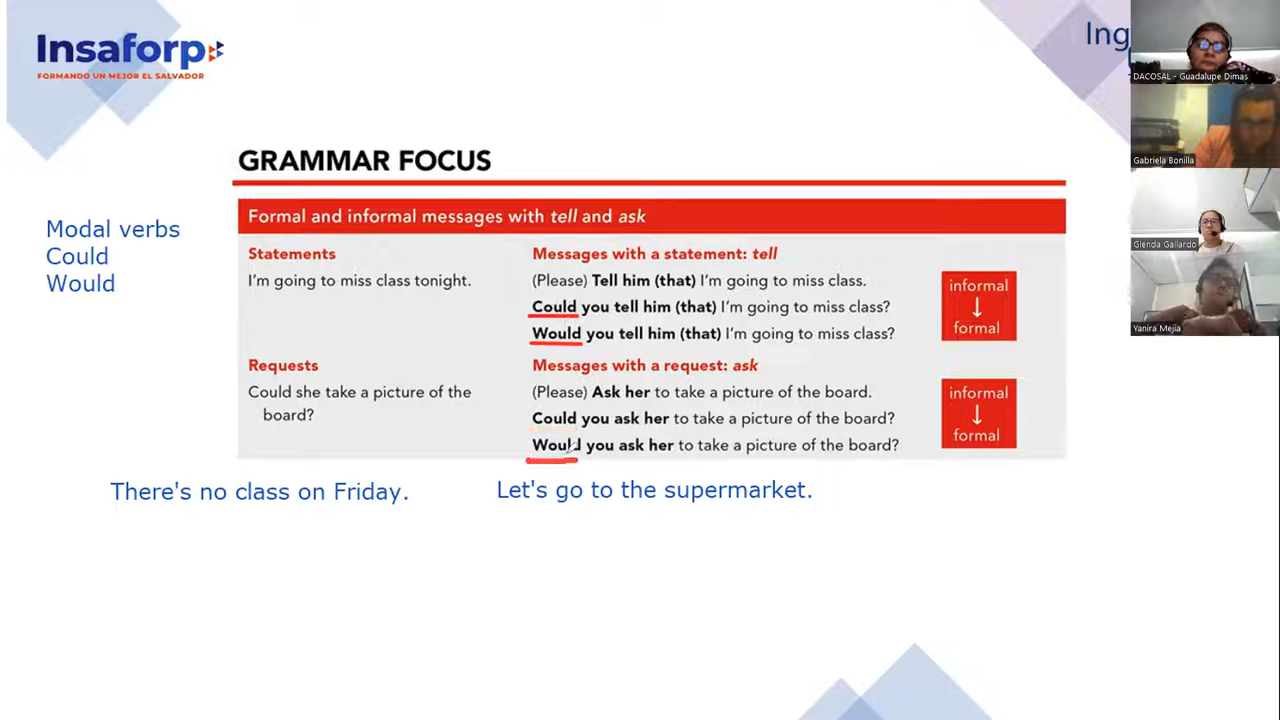 Insaforp
FORMANDO UN MEJOR EL SALVADOR
Ing
DACOSAL - Guadalupe Dimas
Gabriela Bonilla
Glenda Gallardo
Yanira Mejia
GRAMMAR FOCUS
Modal verbs
Could
Would
Formal and informal messages with tell and ask
Statements
I'm going to miss class tonight.
Messages with a statement: tell
(Please) Tell him (that) I'm going to miss class.
Could you tell him (that) I'm going to miss class?
Would you tell him (that) I'm going to miss class?
informal
↓
formal
Requests
Could she take a picture of the
board?
Messages with a request: ask
(Please) Ask her to take a picture of the board.
Could you ask her to take a picture of the board?
Would you ask her to take a picture of the board?
informal
↓
formal
There's no class on Friday.
Let's go to the supermarket.